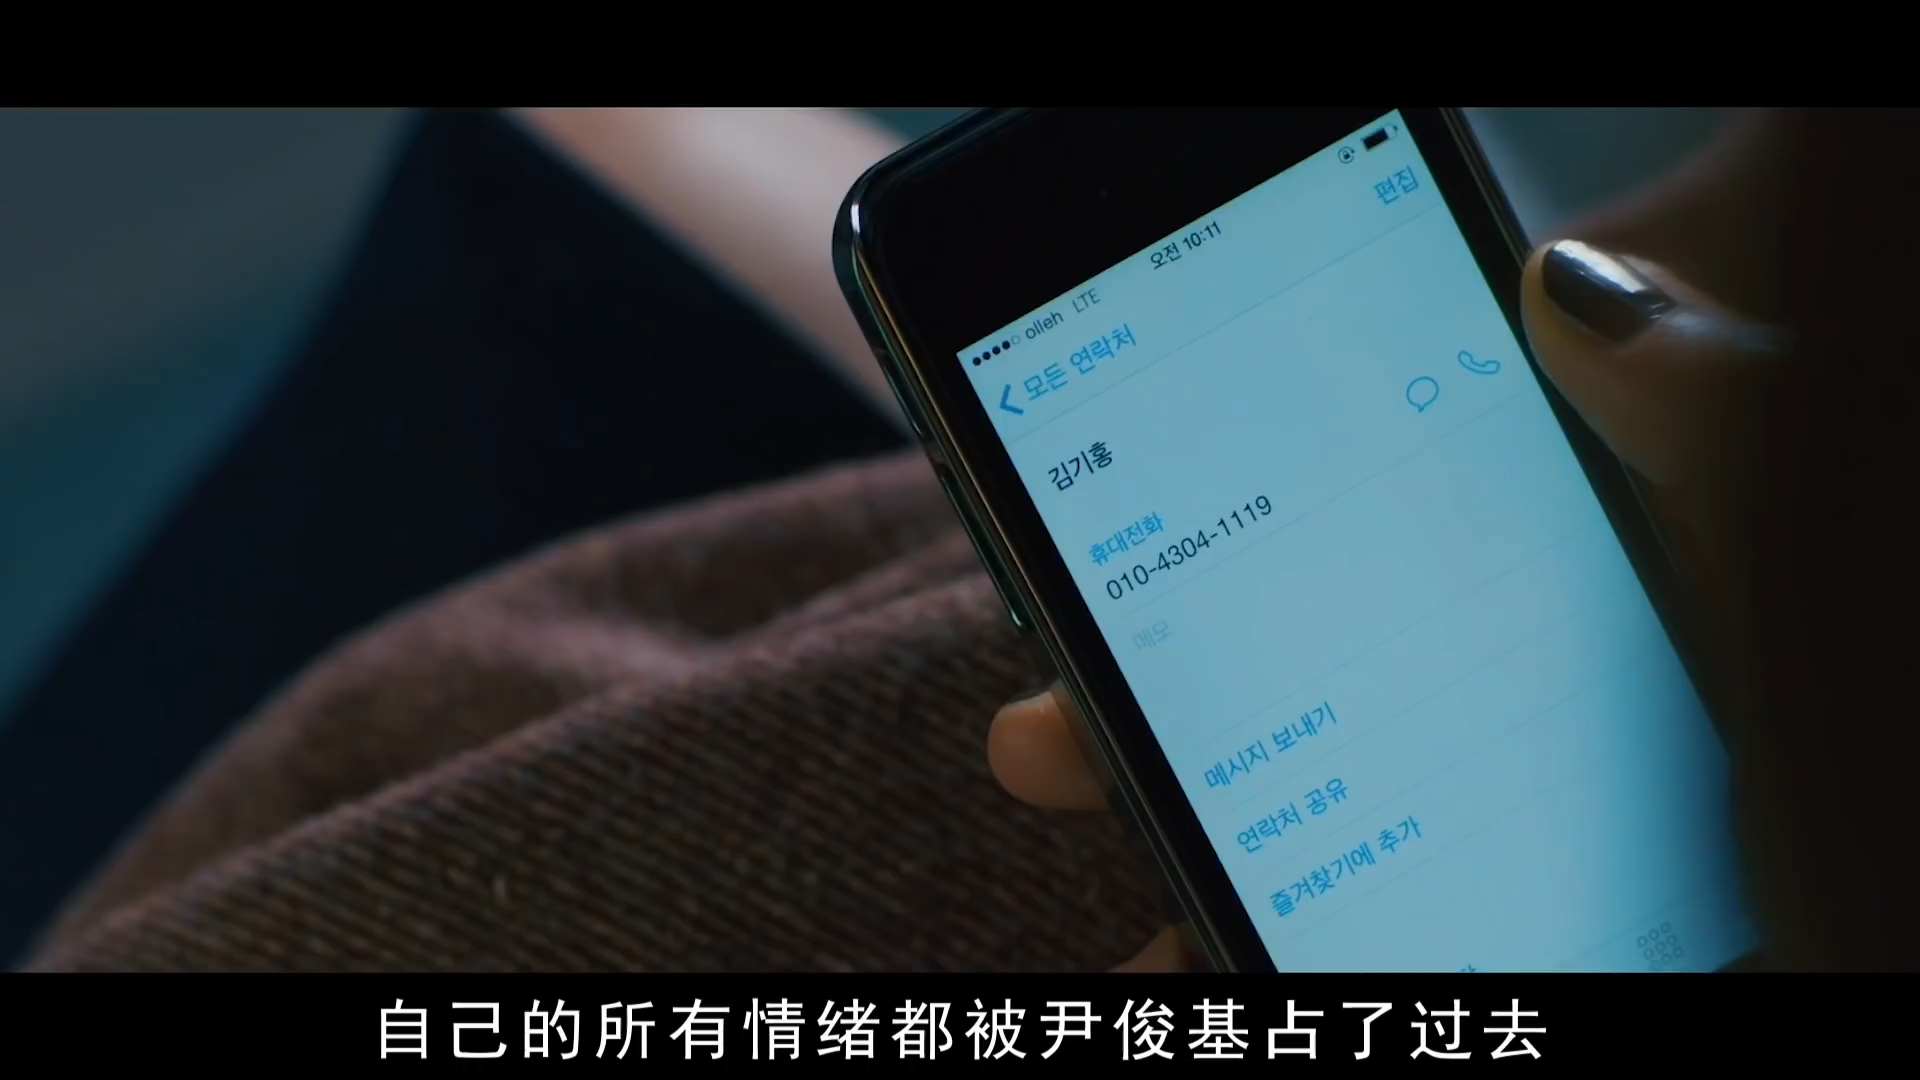 편집
오전 10:11
olleh LTE
모든 연락처
김기홍
휴대전화
010-4304-1119
메모
메시지 보내기
연락처 공유
즐겨찾기에 추가
自己的所有情绪都被尹俊基占了过去